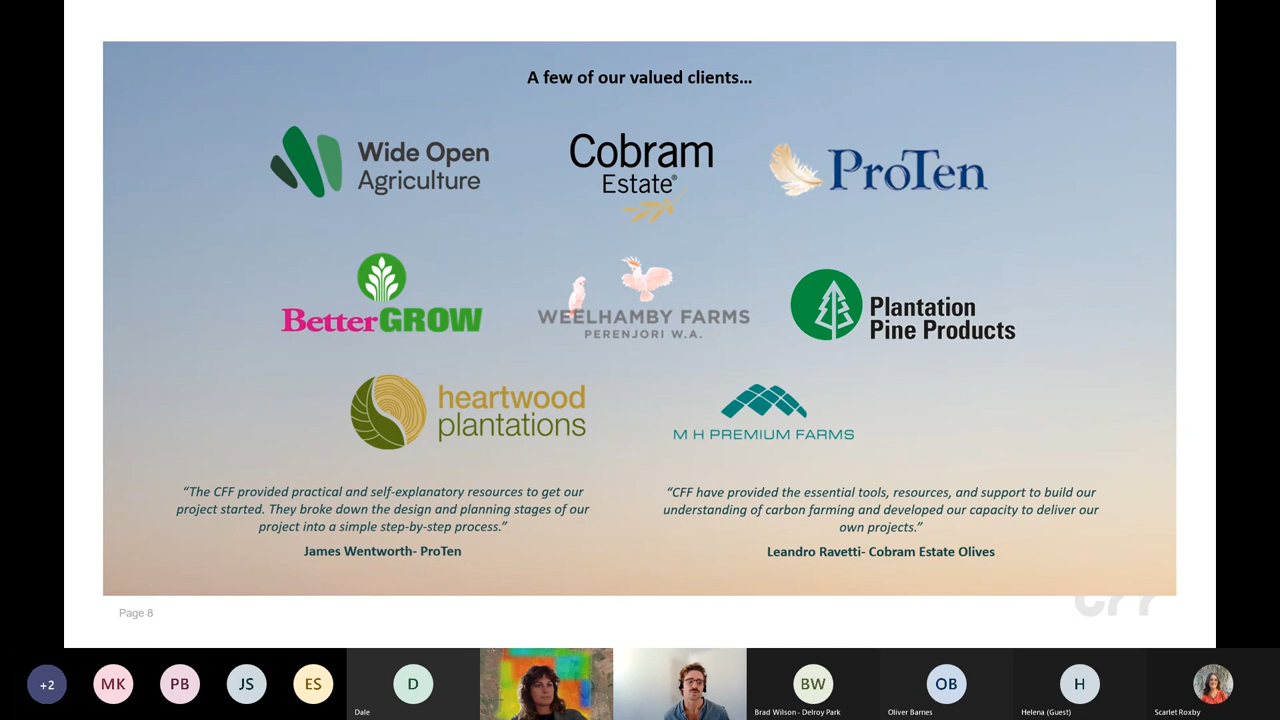 A few of our valued clients...
Wide Open
Agriculture
Cobram
Estate®
ProTen
BetterGROW
WEELHAMBY FARMS
PERENJORI W.A.
Plantation
Pine Products
heartwood
plantations
M H PREMIUM FARMS
“The CFF provided practical and self-explanatory resources to get our
project started. They broke down the design and planning stages of our
project into a simple step-by-step process.”
James Wentworth- ProTen
“CFF have provided the essential tools, resources, and support to build our
understanding of carbon farming and developed our capacity to deliver our
own projects.”
Leandro Ravetti- Cobram Estate Olives
Page 8
CFF
+2
MK
PB
JS
ES
D
Dale
BW
Brad Wilson - Delroy Park
OB
Oliver Barnes
H
Helena (Guest)
Scarlet Roxby